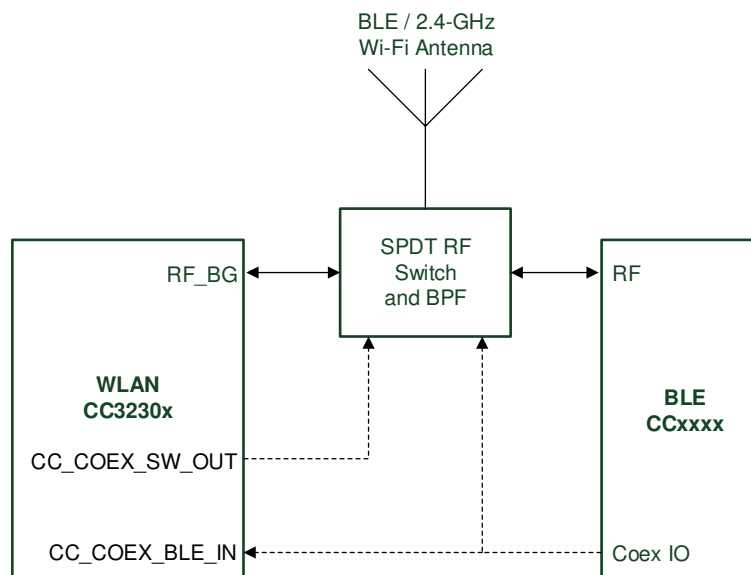 BLE / 2.4-GHz
Wi-Fi Antenna
SPDT RF
Switch
and BPF
RF_BG
RF
WLAN
CC3230x
BLE
CCxxxx
CC_COEX_SW_OUT
CC_COEX_BLE_IN
Coex IO